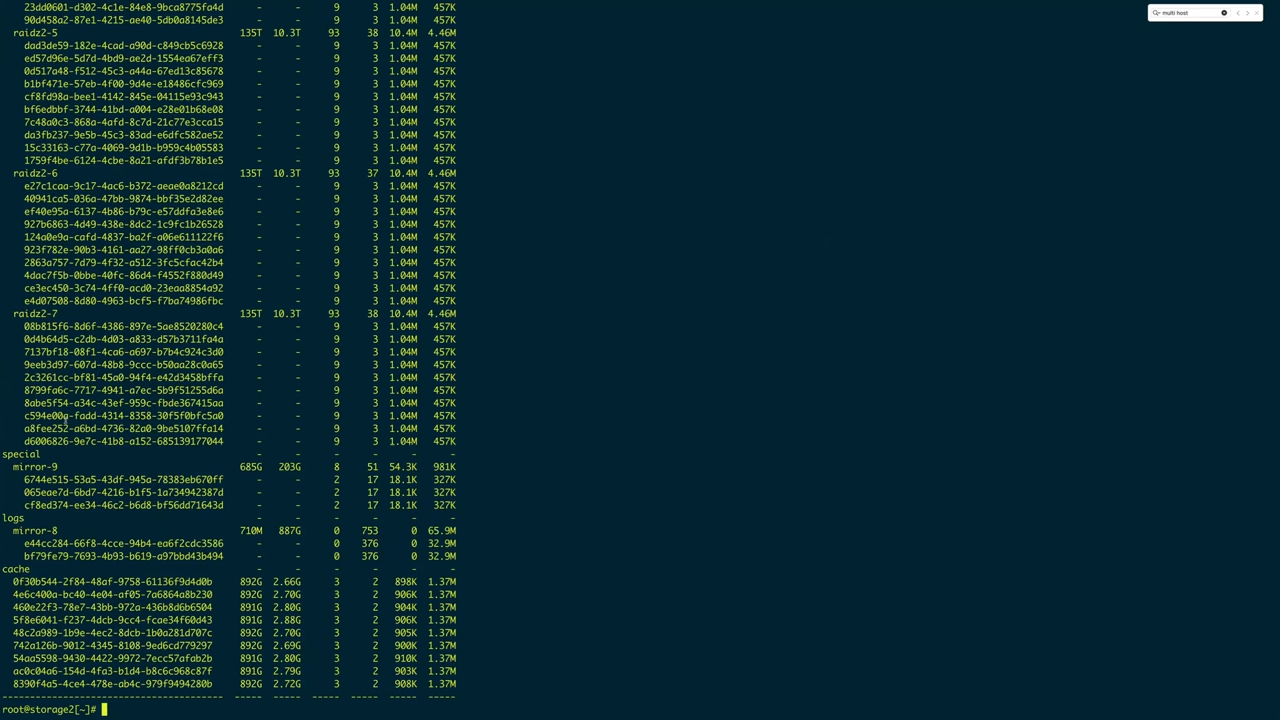 multi host
23dd0601-d302-4c1e-84e8-9bca8775fa4d - - 9 3 1.04M 457K
90d458a2-87e1-4215-ae40-5db0a8145de3 - - 9 3 1.04M 457K
raidz2-5 135T 10.3T 93 38 10.4M 4.46M
dad3de59-182e-4cad-a90d-c849cb5c6928 - - 9 3 1.04M 457K
ed57d96e-5d7d-4bd9-ae2d-1554ea67eff3 - - 9 3 1.04M 457K
0d517a48-f512-45c3-a44a-67ed13c85678 - - 9 3 1.04M 457K
b1bf471e-57eb-4f00-9d4e-e18486cfc969 - - 9 3 1.04M 457K
cf8fd98a-bee1-4142-845e-04115e93c943 - - 9 3 1.04M 457K
bf6edbbf-3744-41bd-a004-e28e01b68e08 - - 9 3 1.04M 457K
7c48a0c3-868a-4afd-8c7d-21c77e3cca15 - - 9 3 1.04M 457K
da3fb237-9e5b-45c3-83ad-e6dfc582ae52 - - 9 3 1.04M 457K
15c33163-c77a-4069-9d1b-b959c4b05583 - - 9 3 1.04M 457K
1759f4be-6124-4cbe-8a21-afdf3b78b1e5 - - 9 3 1.04M 457K
raidz2-6 135T 10.3T 93 37 10.4M 4.46M
e27c1caa-9c17-4ac6-b372-aeae0a8212cd - - 9 3 1.04M 457K
40941ca5-036a-47bb-9874-bbf35e2d82ee - - 9 3 1.04M 457K
ef40e95a-6137-4b86-b79c-e57ddfa3e8e6 - - 9 3 1.04M 457K
927b6863-4d49-438e-8dc2-1c9fc1b26528 - - 9 3 1.04M 457K
124a0e9a-cafd-4837-ba2f-a06e611122f6 - - 9 3 1.04M 457K
923f782e-90b3-4161-aa27-98ff0cb3a0a6 - - 9 3 1.04M 457K
2863a757-7d79-4f32-a512-3fc5cfac42b4 - - 9 3 1.04M 457K
4dac7f5b-0bbe-40fc-86d4-f4552f880d49 - - 9 3 1.04M 457K
ce3ec450-3c74-4ff0-acd0-23eaa8854a92 - - 9 3 1.04M 457K
e4d07508-8d80-4963-bcf5-f7ba74986fbc - - 9 3 1.04M 457K
raidz2-7 135T 10.3T 93 38 10.4M 4.46M
08b815f6-8d6f-4386-897e-5ae8520280c4 - - 9 3 1.04M 457K
0d4b64d5-c2db-4d03-a833-d57b3711fa4a - - 9 3 1.04M 457K
7137bf18-08f1-4ca6-a697-b7b4c924c3d0 - - 9 3 1.04M 457K
9eeb3d97-607d-48b8-9ccc-b50aa28c0a65 - - 9 3 1.04M 457K
2c3261cc-bf81-45a0-94f4-e42d3458bffa - - 9 3 1.04M 457K
8799fa6c-7717-4941-a7ec-5b9f51255d6a - - 9 3 1.04M 457K
8abe5f54-a34c-43ef-959c-fbde367415aa - - 9 3 1.04M 457K
c594e00a-fadd-4314-8358-30f5f0bfc5a0 - - 9 3 1.04M 457K
a8fee252-a6bd-4736-82a0-9be5107ffa14 - - 9 3 1.04M 457K
d6006826-9e7c-41b8-a152-685139177044 - - 9 3 1.04M 457K
special - - - - - -
mirror-9 685G 203G 8 51 54.3K 981K
6744e515-53a5-43df-945a-78383eb670ff - - 2 17 18.1K 327K
065eae7d-6bd7-4216-b1f5-1a734942387d - - 2 17 18.1K 327K
cf8ed374-ee34-46c2-b6d8-bf56dd71643d - - 2 17 18.1K 327K
logs - - - - - -
mirror-8 710M 887G 0 753 0 65.9M
e44cc284-66f8-4cce-94b4-ea6f2cdc3586 - - 0 376 0 32.9M
bf79fe79-7693-4b93-b619-a97bbd43b494 - - 0 376 0 32.9M
cache - - - - - -
0f30b544-2f84-48af-9758-61136f9d4d0b 892G 2.66G 3 2 898K 1.37M
4e6c400a-bc40-4e04-af05-7a6864a8b230 892G 2.70G 3 2 906K 1.37M
460e22f3-78e7-43bb-972a-436b8d6b6504 891G 2.80G 3 2 904K 1.37M
5f8e6041-f237-4dcb-9cc4-fcae34f60d43 891G 2.88G 3 2 906K 1.37M
48c2a989-1b9e-4ec2-8dcb-1b0a281d707c 892G 2.70G 3 2 905K 1.37M
742a126b-9012-4345-8108-9ed6cd779297 892G 2.69G 3 2 900K 1.37M
54aa5598-9430-4422-9972-7ecc57afab2b 892G 2.80G 3 2 910K 1.37M
ac0c04a6-154d-4fa3-b1d4-b8c6c968c87f 891G 2.79G 3 2 903K 1.37M
8390f4a5-4ce4-478e-ab4c-979f9494280b 892G 2.72G 3 2 908K 1.37M
---------------------------------------- ----- ----- ----- ----- ----- -----
root@storage2[~]#